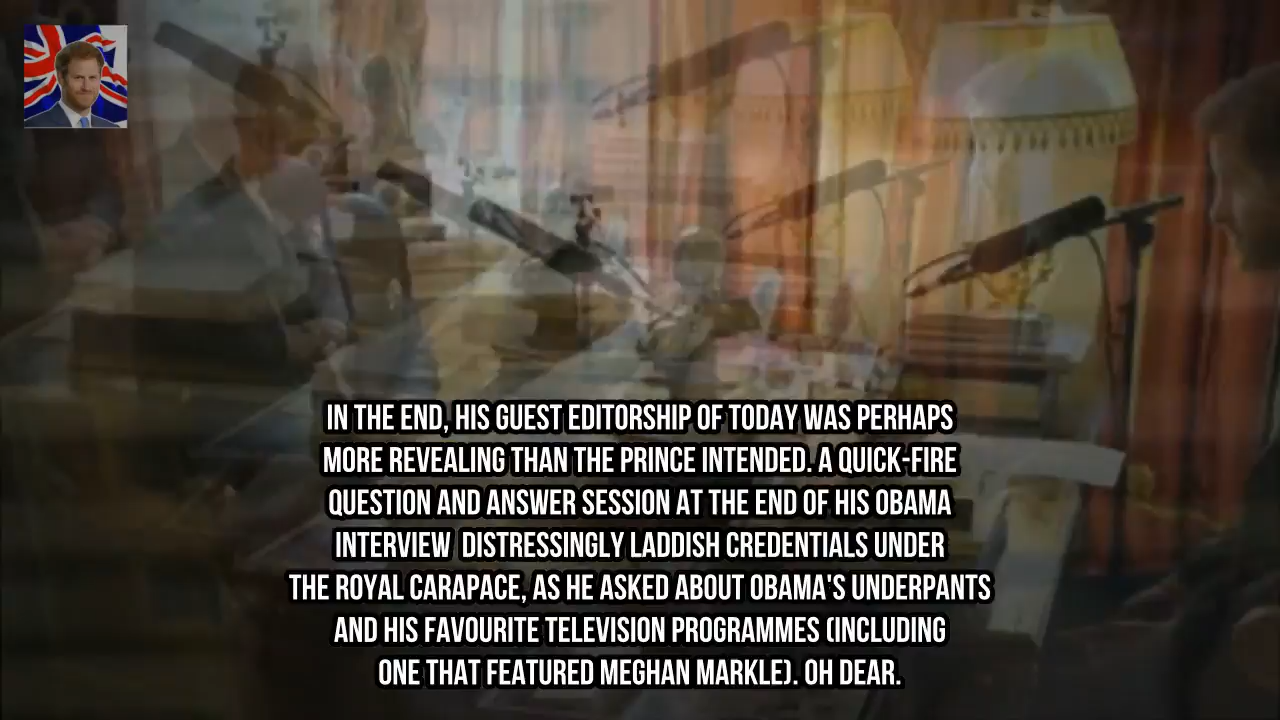 IN THE END, HIS GUEST EDITORSHIP OF TODAY WAS PERHAPS
MORE REVEALING THAN THE PRINCE INTENDED. A QUICK-FIRE
QUESTION AND ANSWER SESSION AT THE END OF HIS OBAMA
INTERVIEW DISTRESSINGLY LADDISH CREDENTIALS UNDER
THE ROYAL CARAPACE, AS HE ASKED ABOUT OBAMA'S UNDERPANTS
AND HIS FAVOURITE TELEVISION PROGRAMMES (INCLUDING
ONE THAT FEATURED MEGHAN MARKLE). OH DEAR.